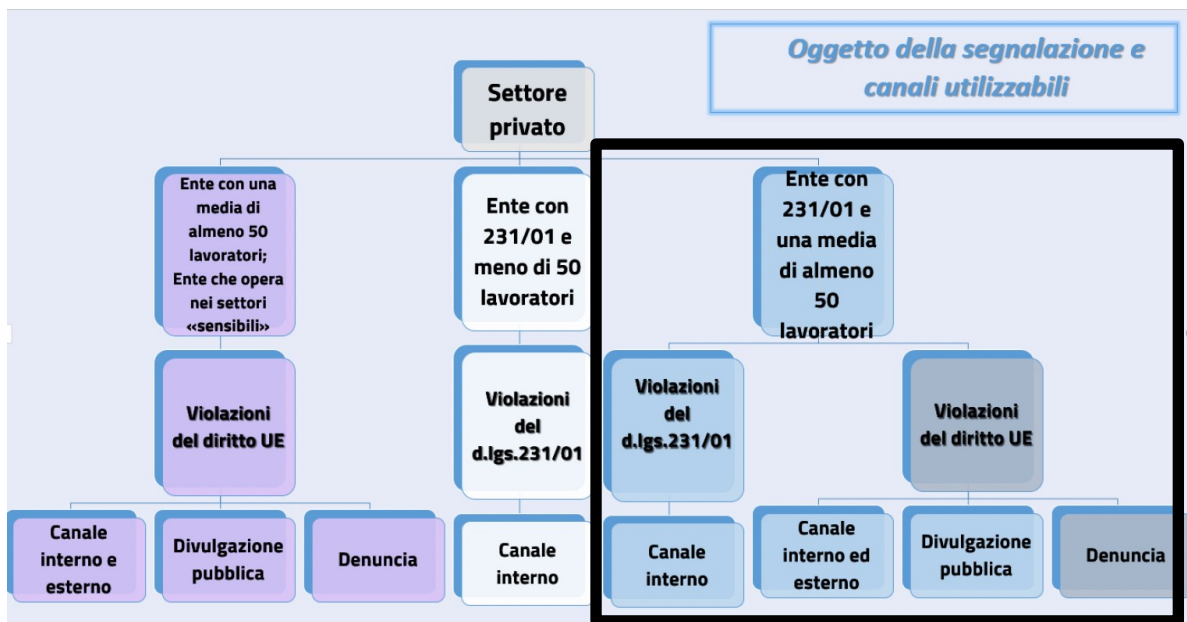 Oggetto della segnalazione e
canali utilizzabili
Settore
privato
Ente con una
media di
almeno 50
lavoratori;
Ente che opera
nei settori
«sensibili»
Ente con
231/01 e
meno di 50
lavoratori
Ente con
231/01 e
una media
di almeno
50
lavoratori
Violazioni
del diritto UE
Violazioni
del
d.lgs.231/01
Violazioni
del
d.lgs.231/01
Violazioni
del diritto UE
Canale
interno e
esterno
Divulgazione
pubblica
Denuncia
Canale
interno
Canale
interno
Canale
interno ed
esterno
Divulgazione
pubblica
Denuncia